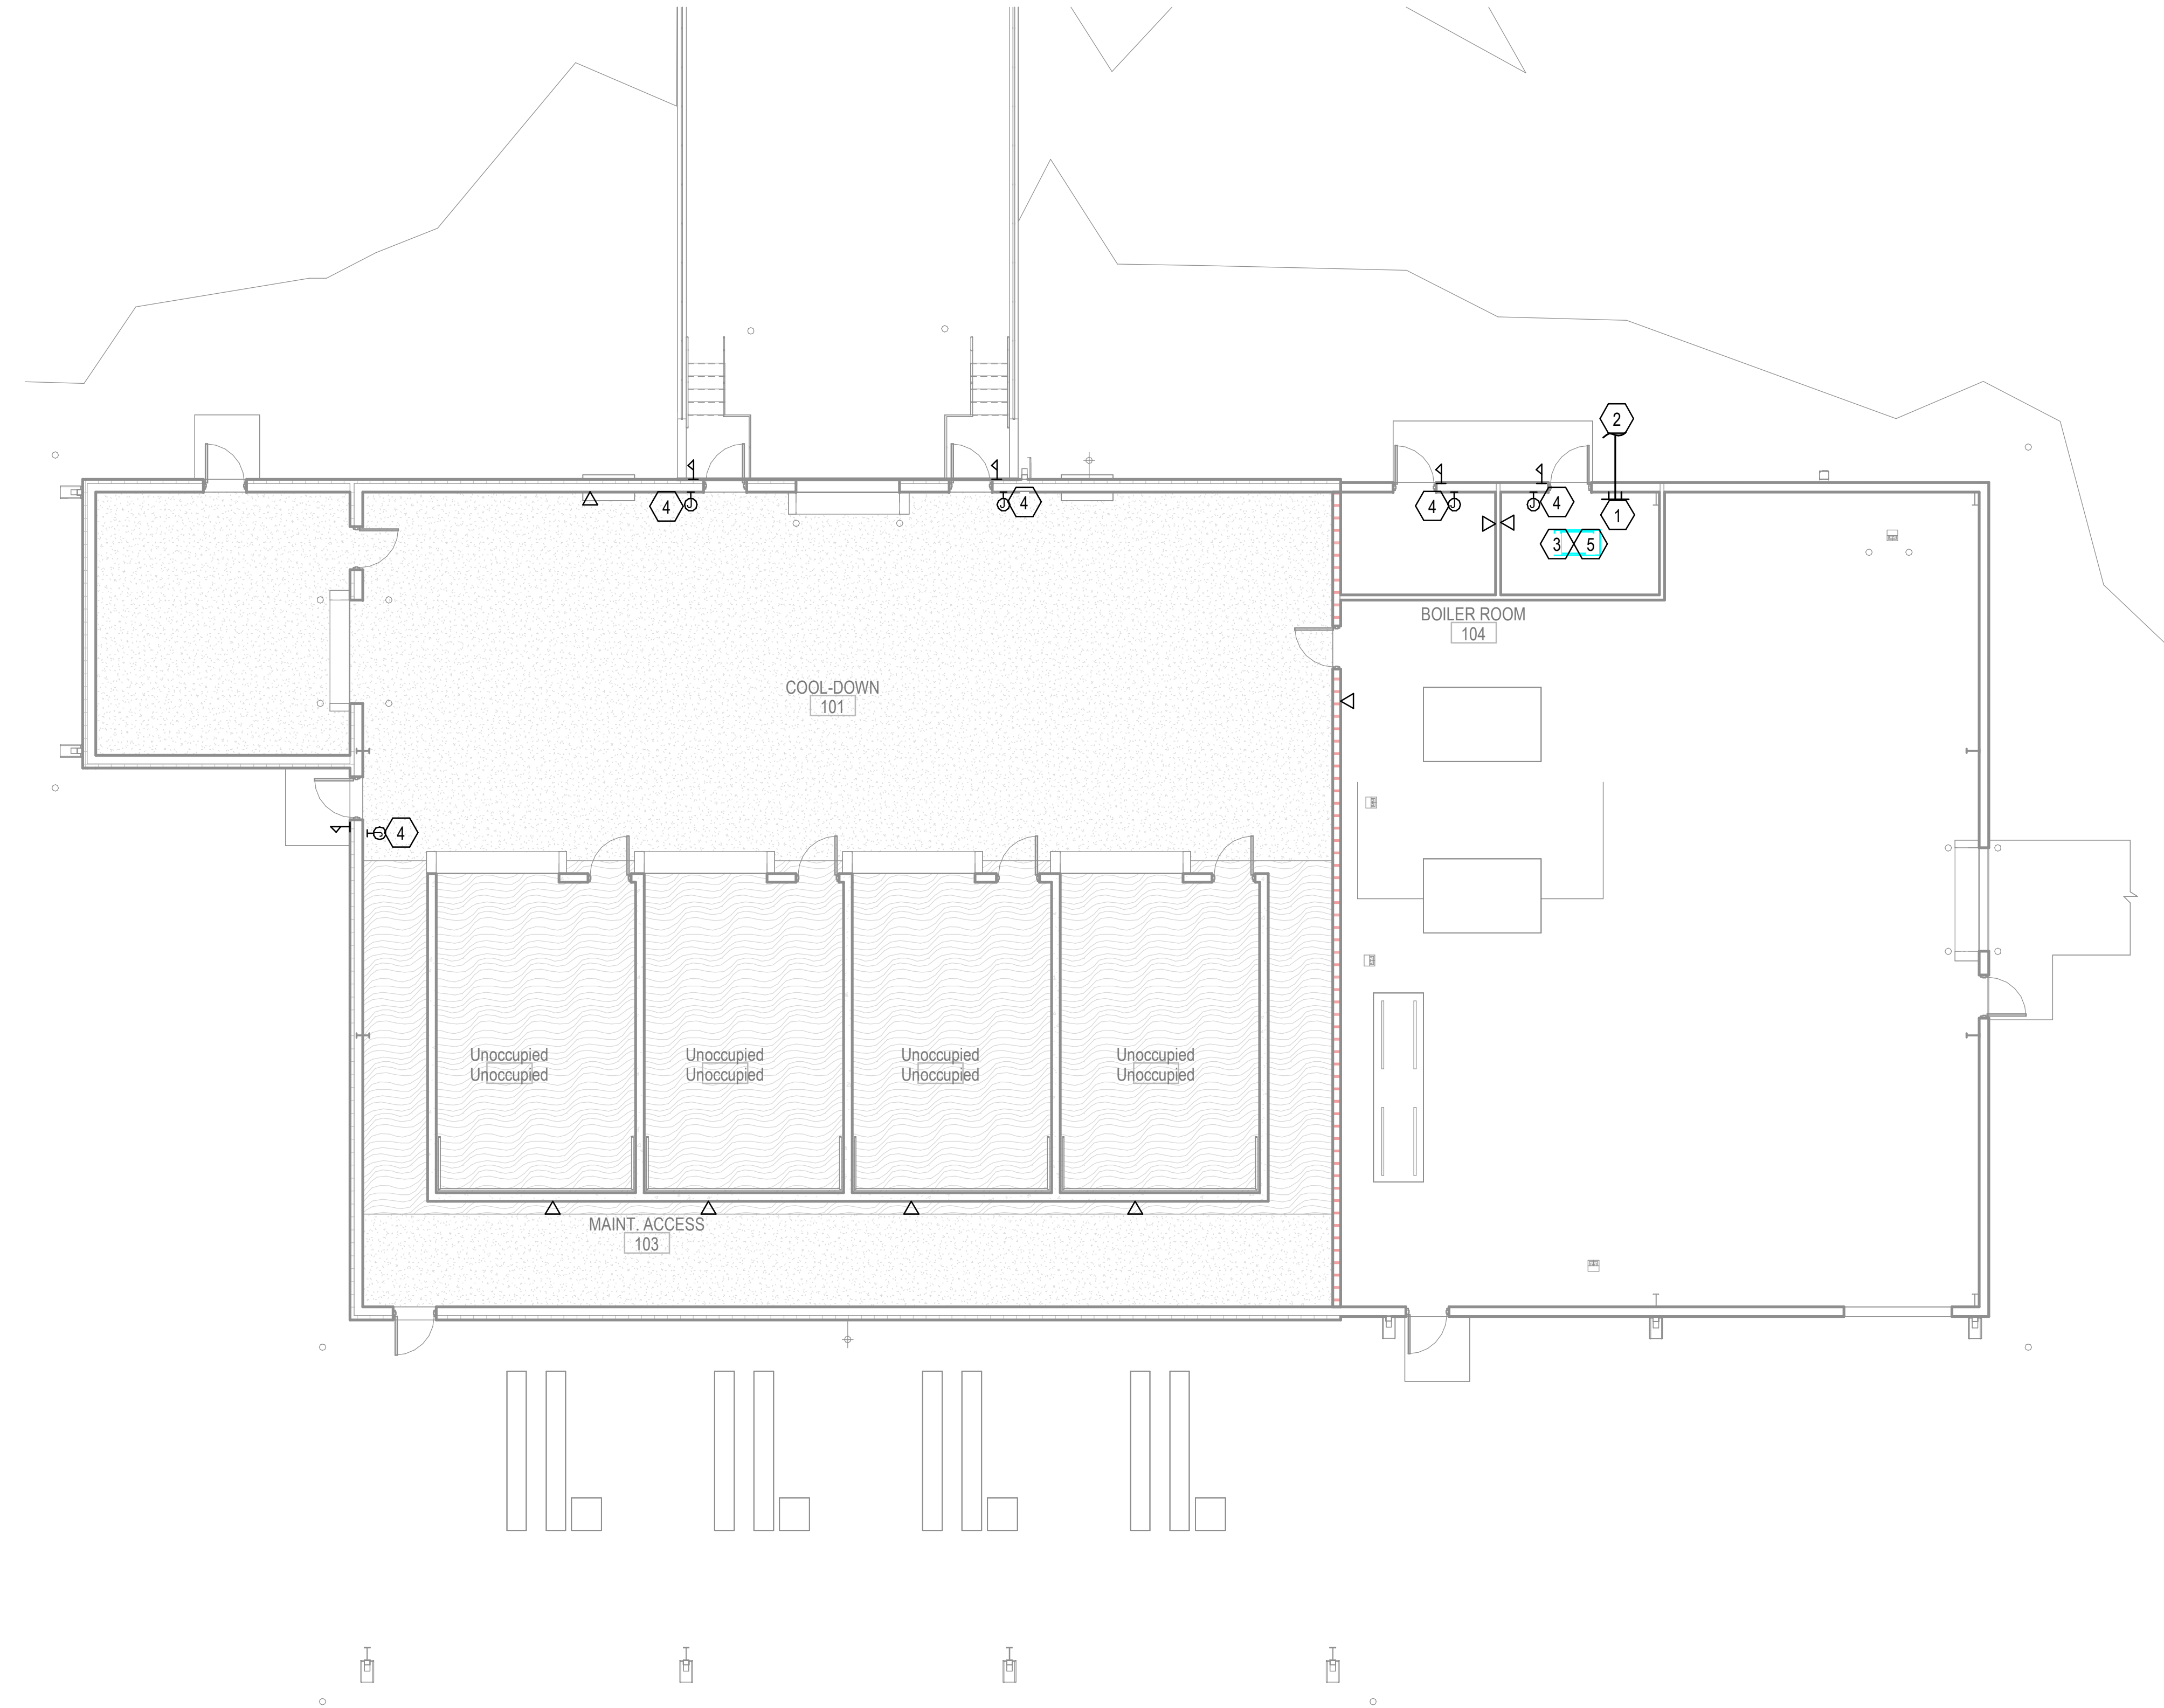 2
4
J
J
4
4
J
J
4
1
3
5
BOILER ROOM
104
COOL-DOWN
101
J
4
Unoccupied
Unoccupied
Unoccupied
Unoccupied
Unoccupied
Unoccupied
Unoccupied
Unoccupied
MAINT. ACCESS
103